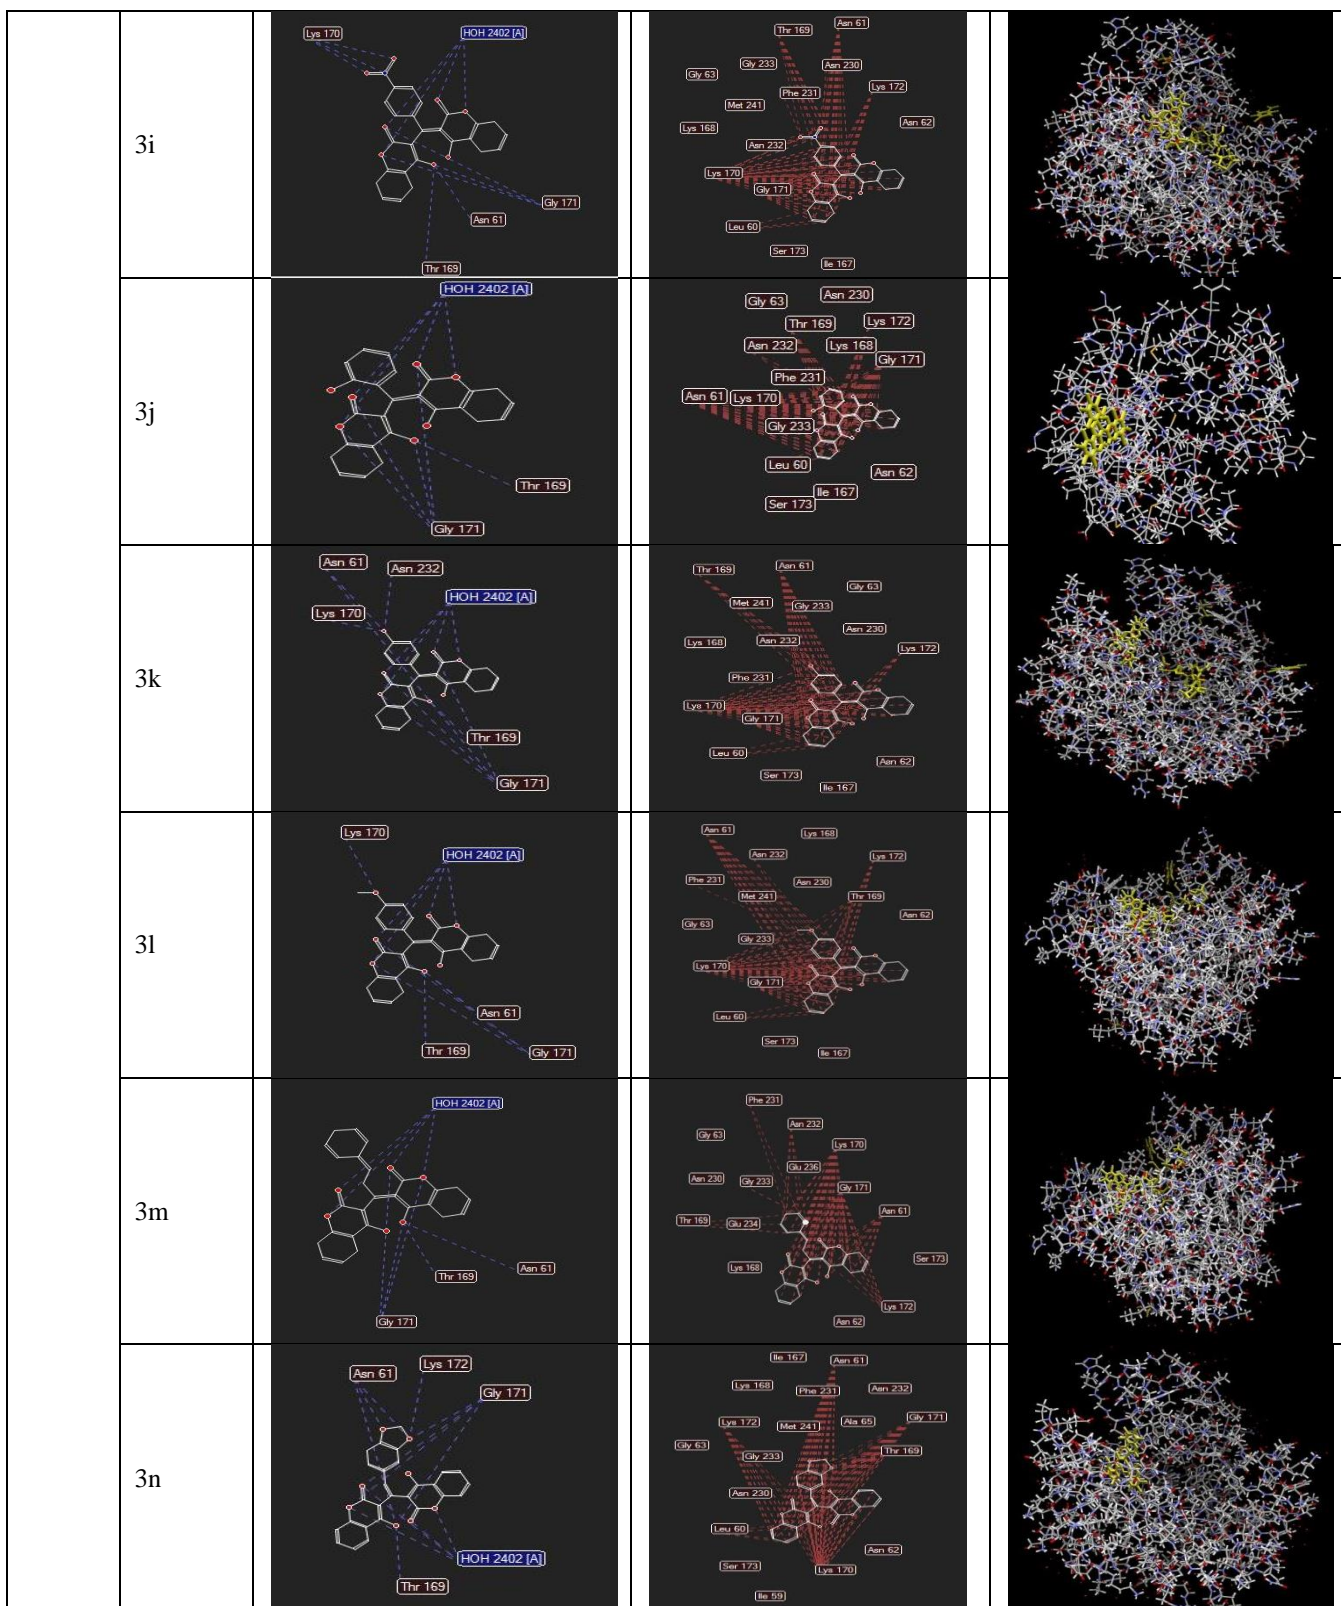 3i
Lys 170
HOH 2402 [A]
Gly 171
Asn 61
Thr 169
Asn 61
Thr 169
Gly 233
Asn 230
Gly 63
Lys 172
Phe 231
Met 241
Asn 62
Lys 168
Asn 232
Lys 170
Gly 171
Leu 60
Ser 173
Ile 167
3j
HOH 2402 [A]
Thr 169
Gly 171
Asn 230
Gly 63
Thr 169
Lys 172
Asn 232
Lys 168
Gly 171
Phe 231
Asn 61
Lys 170
Gly 233
Leu 60
Asn 62
Ile 167
Ser 173
3k
Asn 61
Asn 232
HOH 2402 [A]
Lys 170
Thr 169
Gly 171
Thr 169
Asn 61
Gly 63
Met 241
Gly 233
Asn 230
Lys 168
Asn 232
Lys 172
Phe 231
Lys 170
Gly 171
Leu 60
Asn 62
Ser 173
Ile 167
3l
Lys 170
HOH 2402 [A]
Asn 61
Thr 169
Gly 171
Asn 61
Lys 168
Asn 232
Lys 172
Phe 231
Asn 230
Met 241
Thr 169
Asn 62
Gly 63
Gly 233
Lys 170
Gly 171
Leu 60
Ser 173
Ile 167
3m
HOH 2402 [A]
Asn 61
Thr 169
Gly 171
Phe 231
Asn 232
Gly 63
Lys 170
Glu 236
Asn 230
Gly 233
Gly 171
Asn 61
Thr 169
Glu 234
Ser 173
Lys 168
Lys 172
Asn 62
3n
Asn 61
Lys 172
Gly 171
HOH 2402 [A]
Thr 169
Ile 167
Asn 61
Lys 168
Phe 231
Asn 232
Lys 172
Met 241
Ala 65
Gly 171
Gly 63
Gly 233
Thr 169
Asn 230
Leu 60
Asn 62
Ser 173
Lys 170
Ile 59